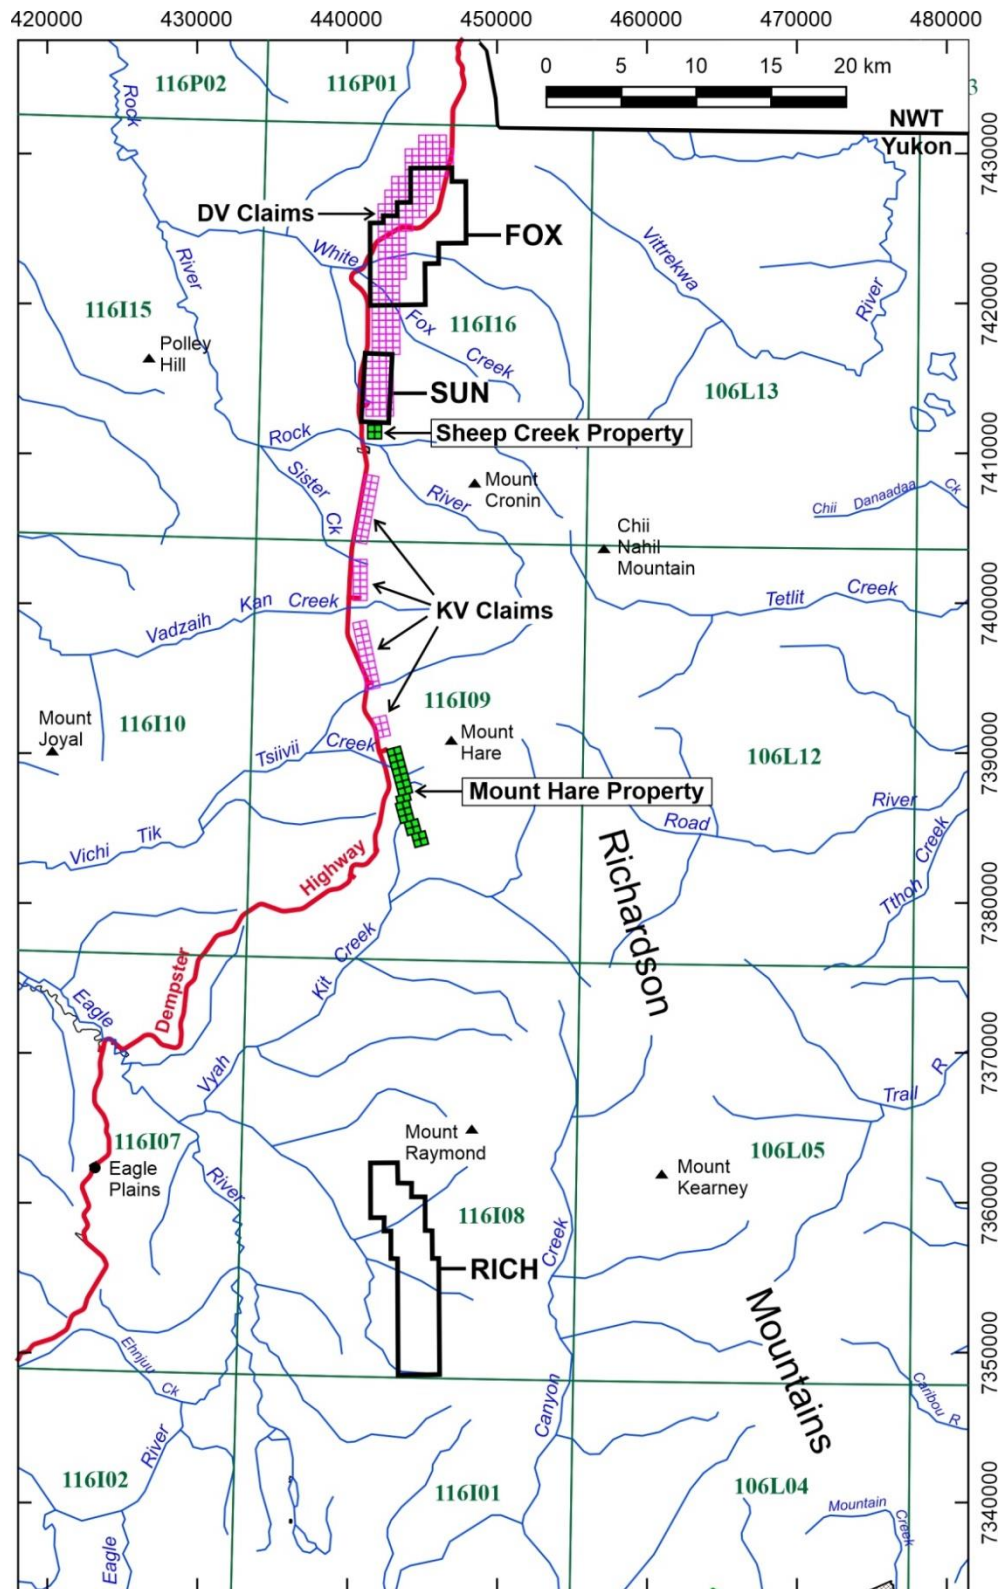 420000
430000
440000
450000
460000
470000
480000
0
5
10
15
20 km
116P02
116P01
3
NWT
Yukon
Rock
River
DV Claims
White
FOX
Fox
Creek
Vittrekwa
River
116I15
116I16
106L13
Polley
Hill
SUN
Sheep Creek Property
Rock
River
Sister
Ck
Mount
Cronin
Chii Danaadaa Ck
Chii
Nahil
Mountain
Tetlit Creek
Vadzaih Kan Creek
KV Claims
116I10
116I09
106L12
Mount
Joyal
Mount
Hare
Tsiivii Creek
Mount Hare Property
Vichi Tik
Road River
Tthoh Creek
Dempster Highway
Richardson
Mountains
Vyah Kit Creek
Eagle
River
Trail R
116I07
Eagle
Plains
Mount
Raymond
116I08
106L05
Mount
Kearney
RICH
Canyon Creek
Ehnjuu
Ck
Caribou R
116I02
River
Eagle
116I01
106L04
Mountain
Creek
7430000
7420000
7410000
7400000
7390000
7380000
7370000
7360000
7350000
7340000